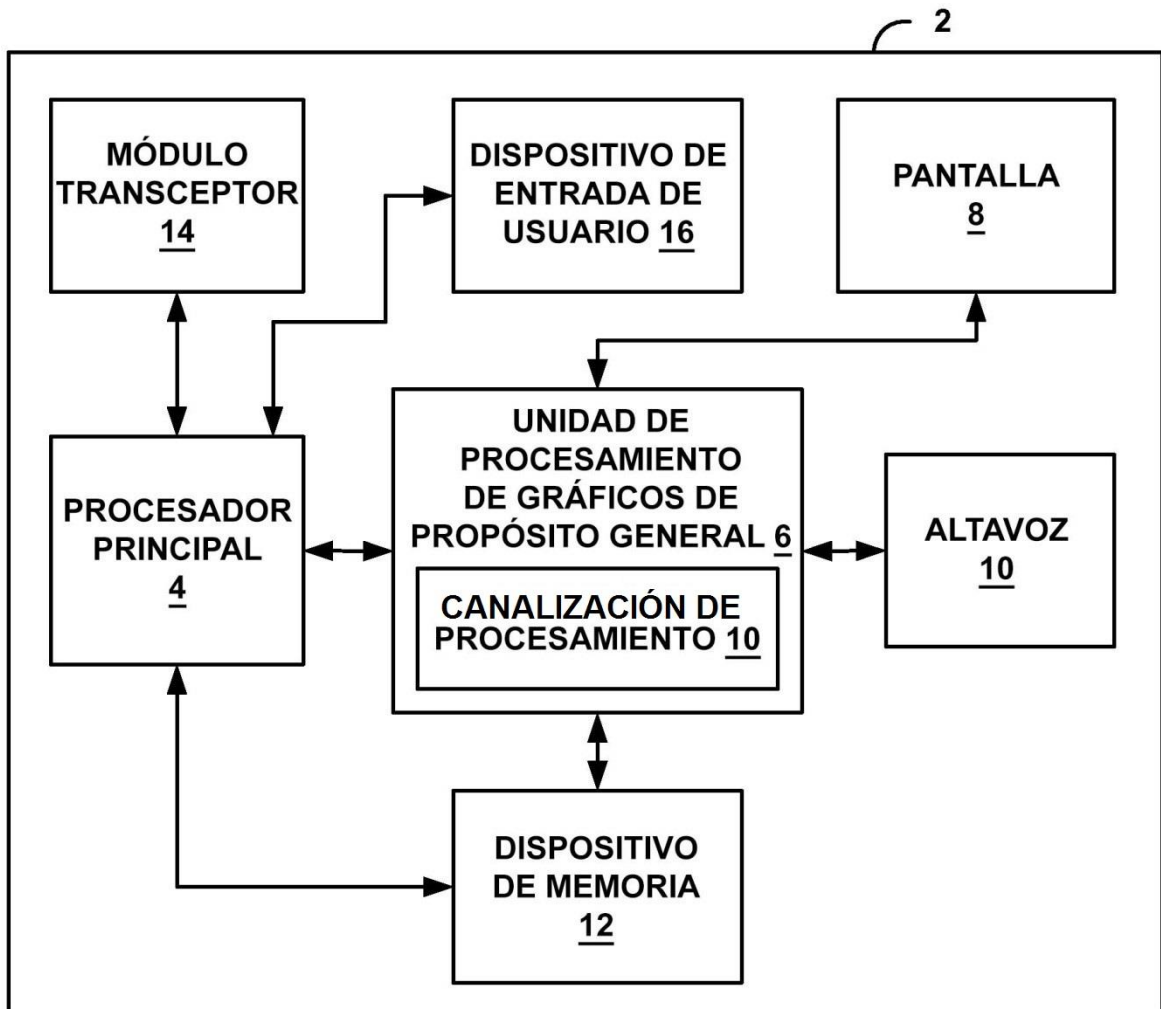 2
MÓDULO
TRANSCEPTOR
14
DISPOSITIVO DE
ENTRADA DE
USUARIO 16
PANTALLA
8
PROCESADOR
PRINCIPAL
4
UNIDAD DE
PROCESAMIENTO
DE GRÁFICOS DE
PROPÓSITO GENERAL 6
CANALIZACIÓN DE
PROCESAMIENTO 10
ALTAVOZ
10
DISPOSITIVO
DE MEMORIA
12